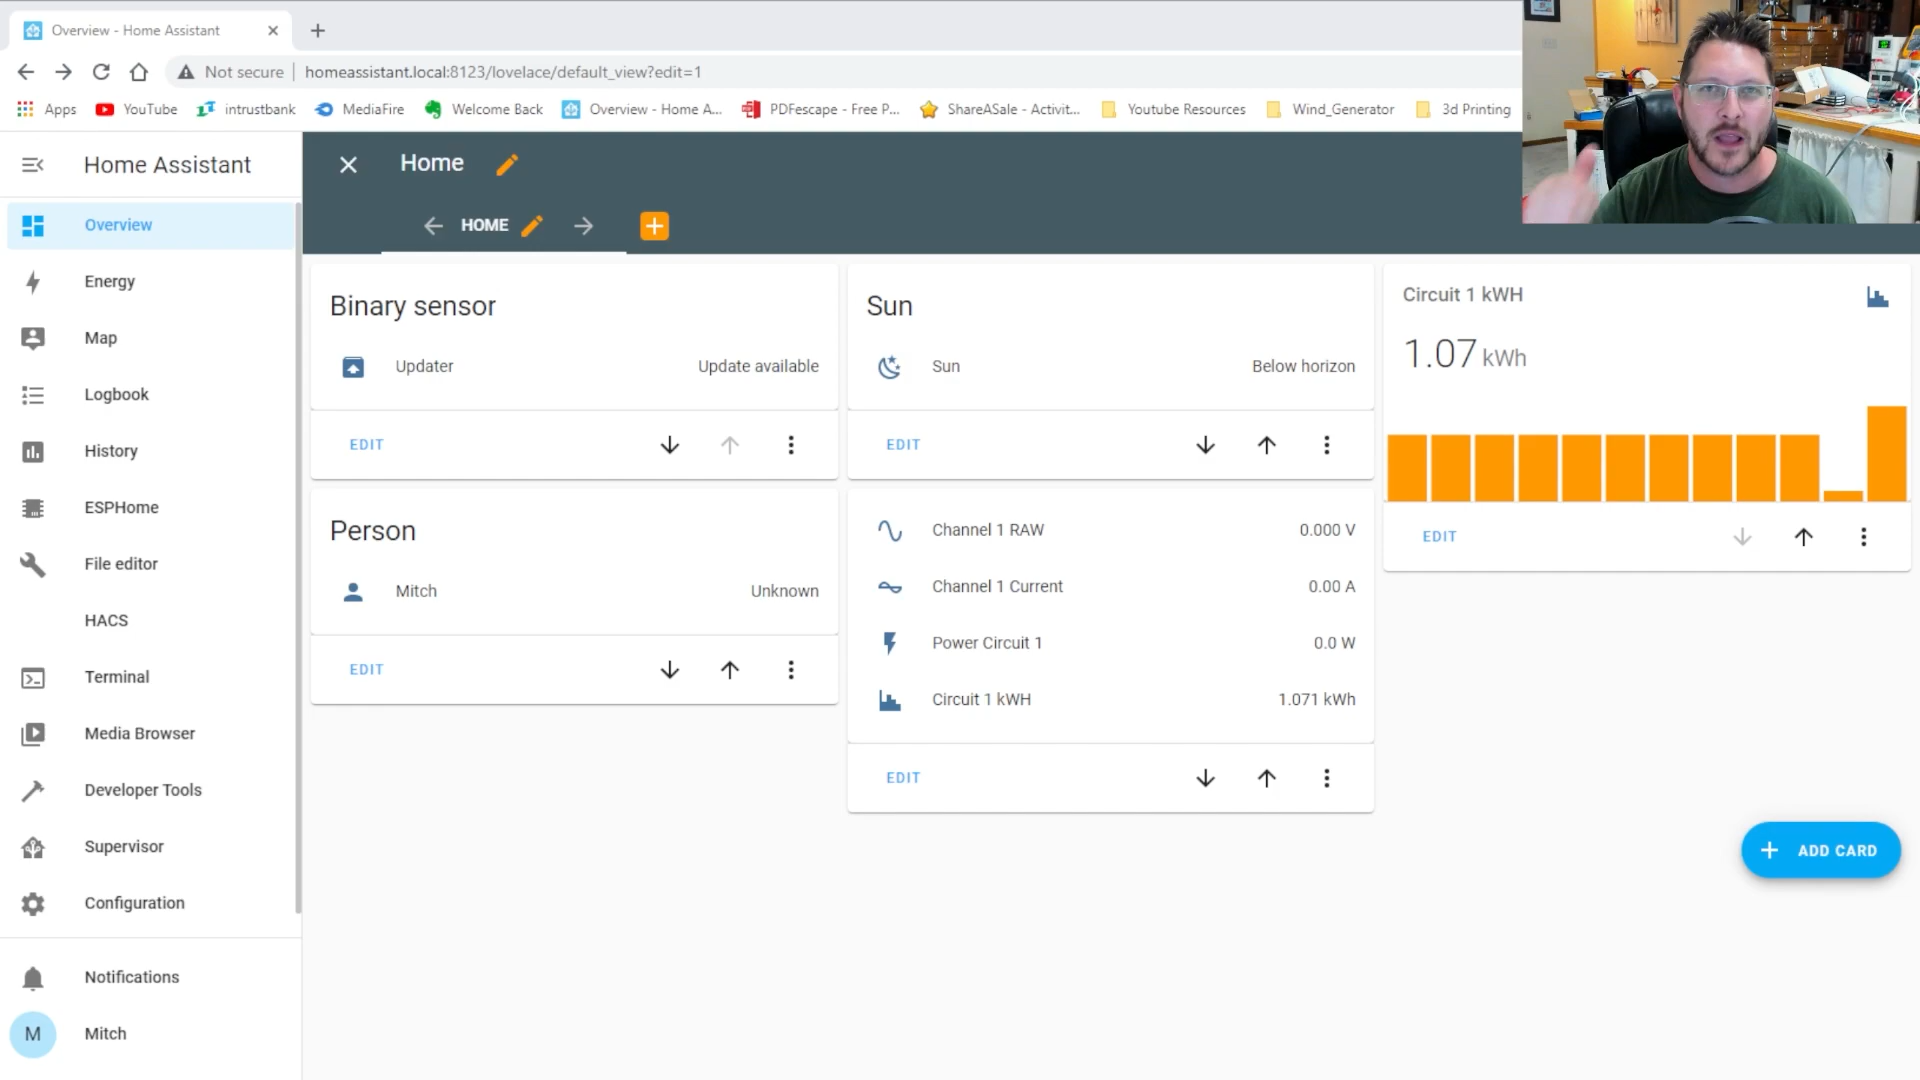 Overview - Home Assistant
Not secure
homeassistant.local:8123/lovelace/default_view?edit=1
Apps
YouTube
intrustbank
MediaFire
Welcome Back
Overview - Home A...
PDFescape - Free P...
ShareASale - Activit...
Youtube Resources
Wind_Generator
3d Printing
Home Assistant
Overview
Energy
Map
Logbook
History
ESPHome
File editor
HACS
Terminal
Media Browser
Developer Tools
Supervisor
Configuration
Notifications
M
Mitch
Home
HOME
Binary sensor
Updater Update available
EDIT
Person
Mitch Unknown
EDIT
Sun
Sun Below horizon
EDIT
Channel 1 RAW 0.000 V
Channel 1 Current 0.00 A
Power Circuit 1 0.0 W
Circuit 1 kWH 1.071 kWh
EDIT
Circuit 1 kWH
1.07 kWh
EDIT
ADD CARD